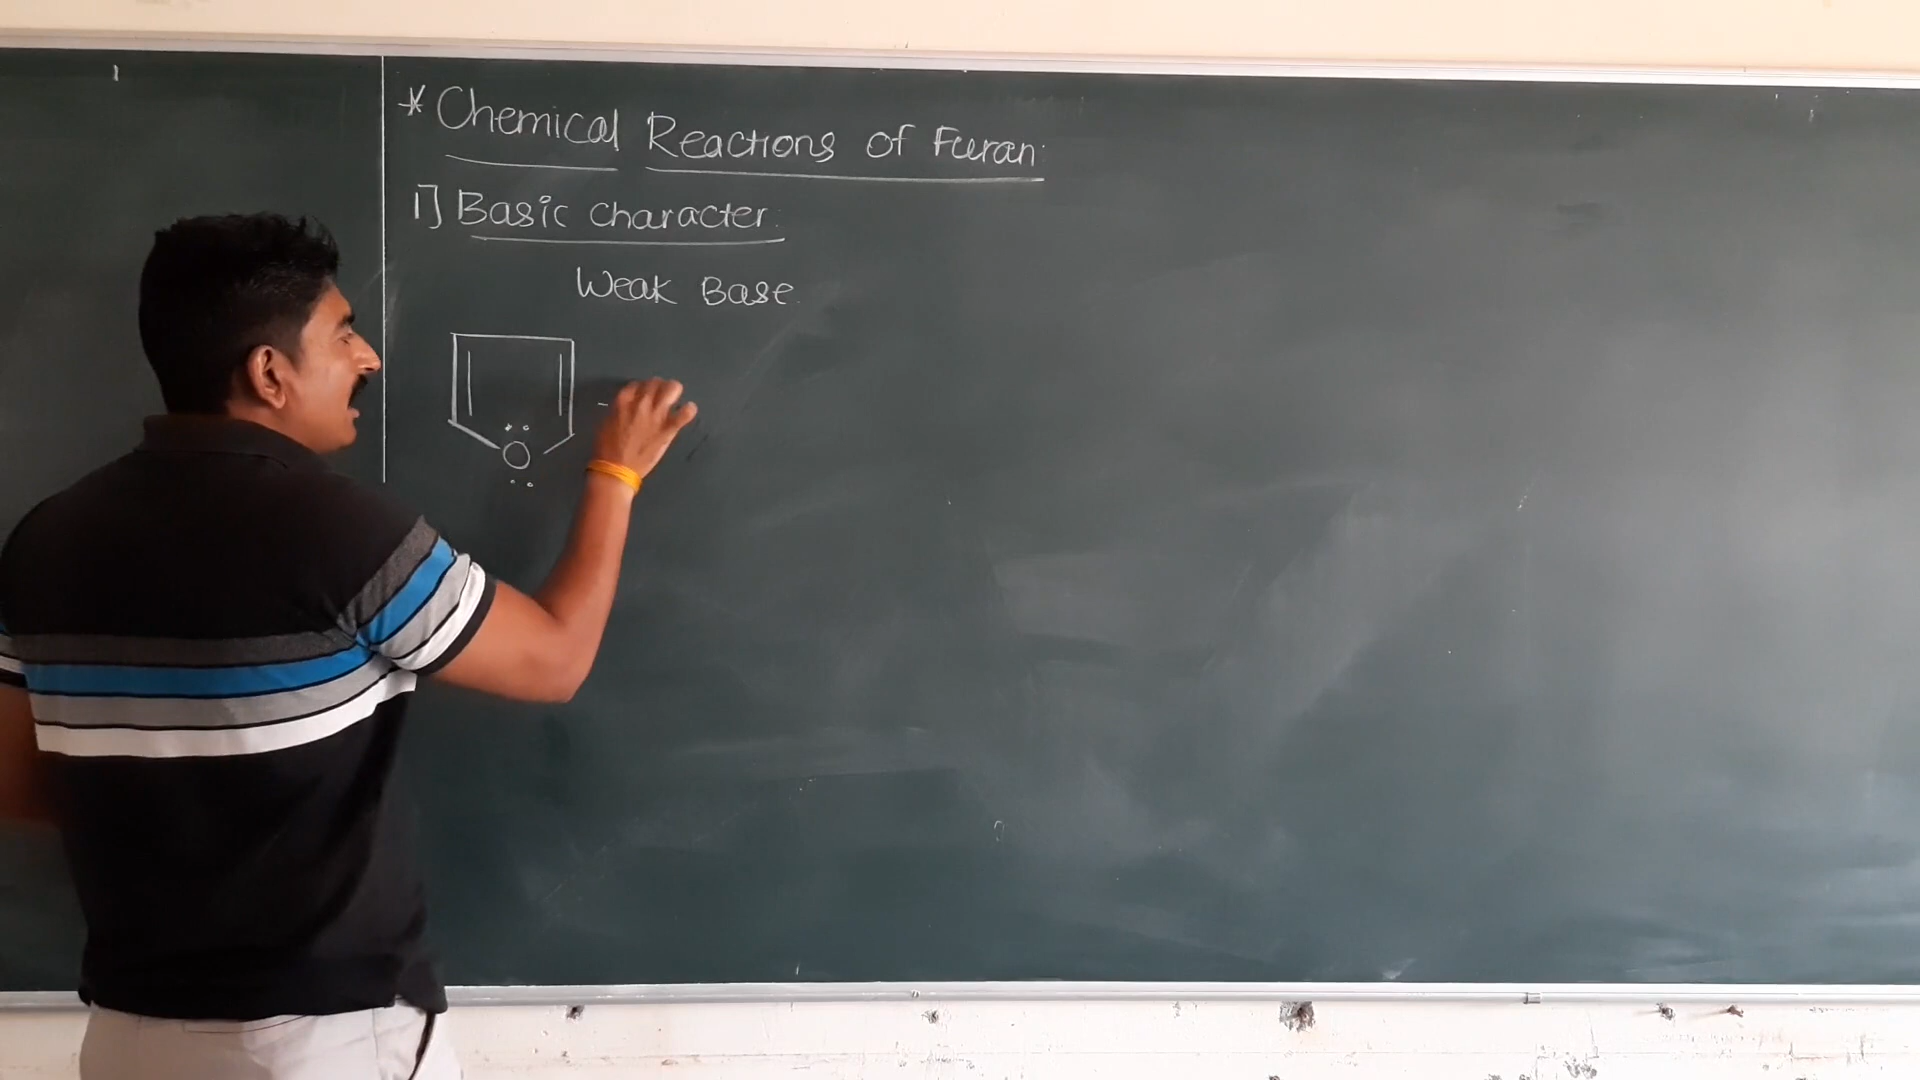 * Chemical Reactions of Furan.
1] Basic character:
Weak Base.
O